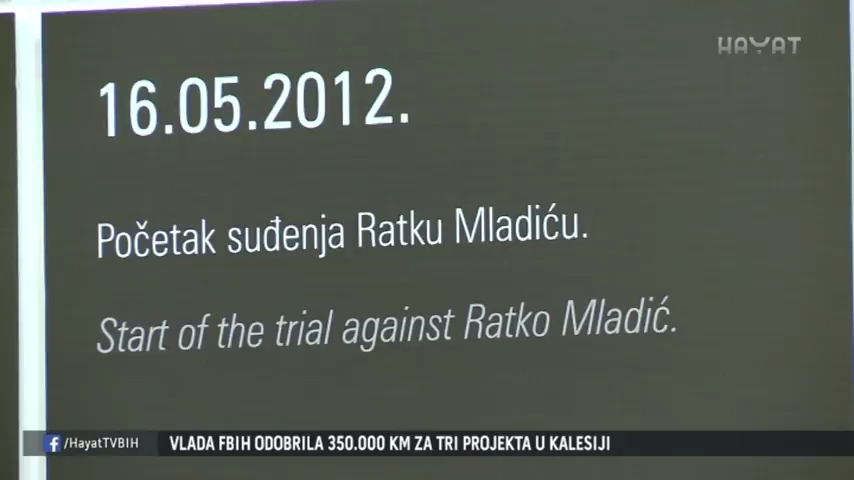 HAYAT
16.05.2012.
Početak suđenja Ratku Mladiću.
Start of the trial against Ratko Mladić.
/HayatTVBIH
VLADA FBIH ODOBRILA 350.000 KM ZA TRI PROJEKTA U KALESIJI